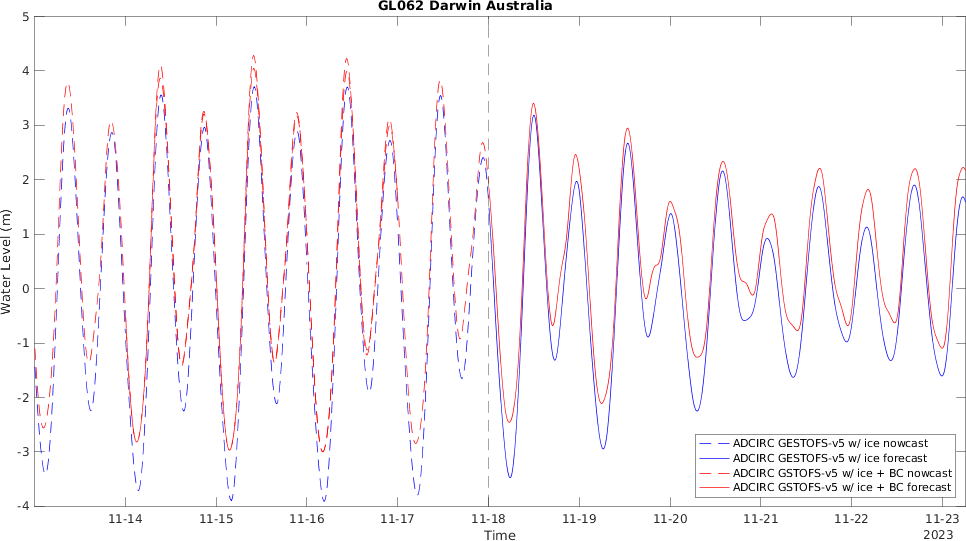 GL062 Darwin Australia
5
4
3
2
1
0
-1
-2
-3
-4
Water Level (m)
11-14 11-15 11-16 11-17 11-18 11-19 11-20 11-21 11-22 11-23
2023
Time
ADCIRC GESTOFS-v5 w/ ice nowcast
ADCIRC GESTOFS-v5 w/ ice forecast
ADCIRC GSTOFS-v5 w/ ice + BC nowcast
ADCIRC GSTOFS-v5 w/ ice + BC forecast